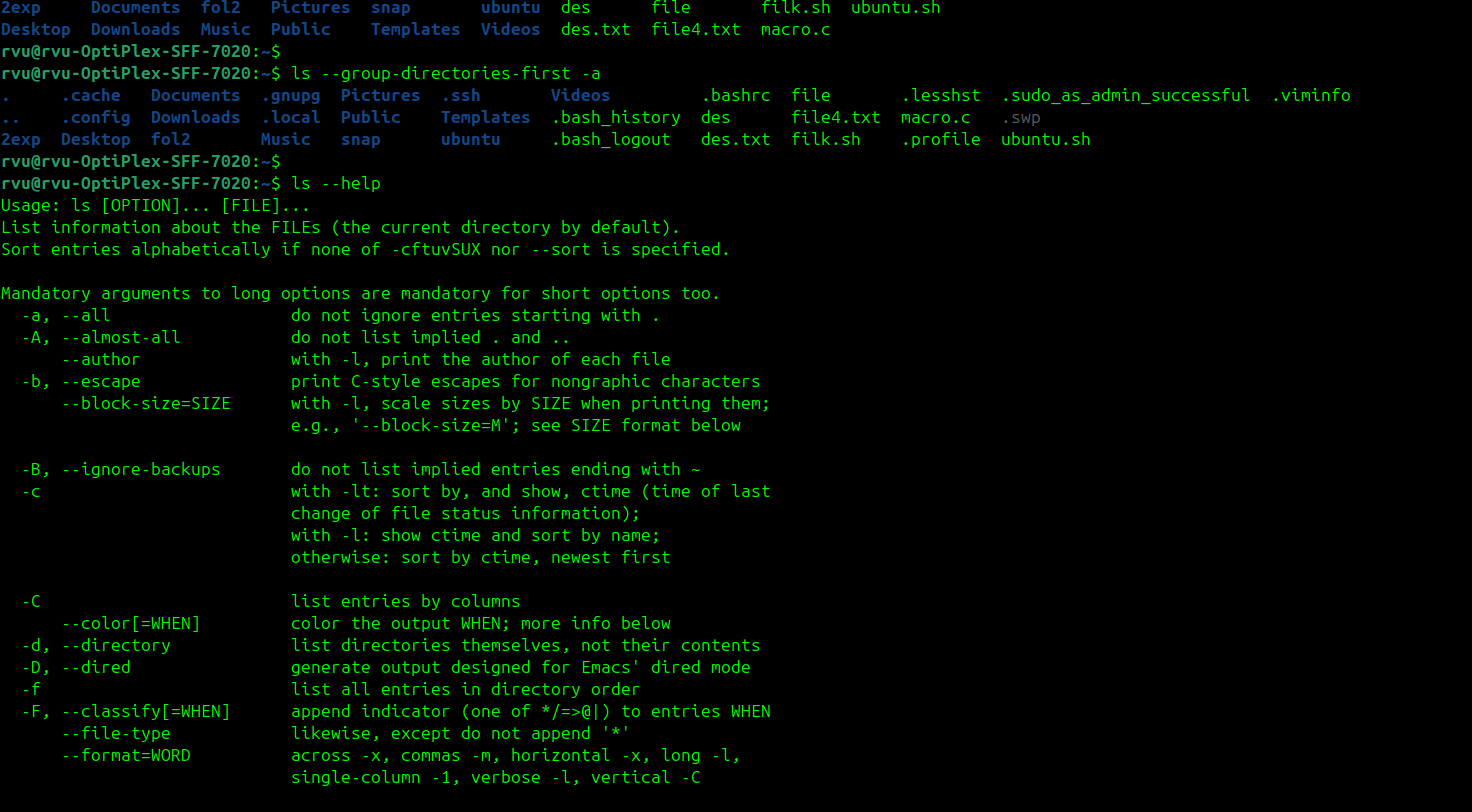 2exp     Documents  fol2   Pictures  snap       ubuntu  des      file       filk.sh  ubuntu.sh
Desktop  Downloads  Music  Public    Templates  Videos  des.txt  file4.txt  macro.c
rvu@rvu-OptiPlex-SFF-7020:~$
rvu@rvu-OptiPlex-SFF-7020:~$ ls --group-directories-first -a
.     .cache   Documents  .gnupg  Pictures  .ssh       Videos         .bashrc  file       .lesshst  .sudo_as_admin_successful  .viminfo
..    .config  Downloads  .local  Public    Templates  .bash_history  des      file4.txt  macro.c   .swp
2exp  Desktop  fol2       Music   snap      ubuntu     .bash_logout   des.txt  filk.sh    .profile  ubuntu.sh
rvu@rvu-OptiPlex-SFF-7020:~$
rvu@rvu-OptiPlex-SFF-7020:~$ ls --help
Usage: ls [OPTION]... [FILE]...
List information about the FILEs (the current directory by default).
Sort entries alphabetically if none of -cftuvSUX nor --sort is specified.

Mandatory arguments to long options are mandatory for short options too.
  -a, --all                  do not ignore entries starting with .
  -A, --almost-all           do not list implied . and ..
      --author               with -l, print the author of each file
  -b, --escape               print C-style escapes for nongraphic characters
      --block-size=SIZE      with -l, scale sizes by SIZE when printing them;
                             e.g., '--block-size=M'; see SIZE format below

  -B, --ignore-backups       do not list implied entries ending with ~
  -c                         with -lt: sort by, and show, ctime (time of last
                             change of file status information);
                             with -l: show ctime and sort by name;
                             otherwise: sort by ctime, newest first

  -C                         list entries by columns
      --color[=WHEN]         color the output WHEN; more info below
  -d, --directory            list directories themselves, not their contents
  -D, --dired                generate output designed for Emacs' dired mode
  -f                         list all entries in directory order
  -F, --classify[=WHEN]      append indicator (one of */=>@|) to entries WHEN
      --file-type            likewise, except do not append '*'
      --format=WORD          across -x, commas -m, horizontal -x, long -l,
                             single-column -1, verbose -l, vertical -C